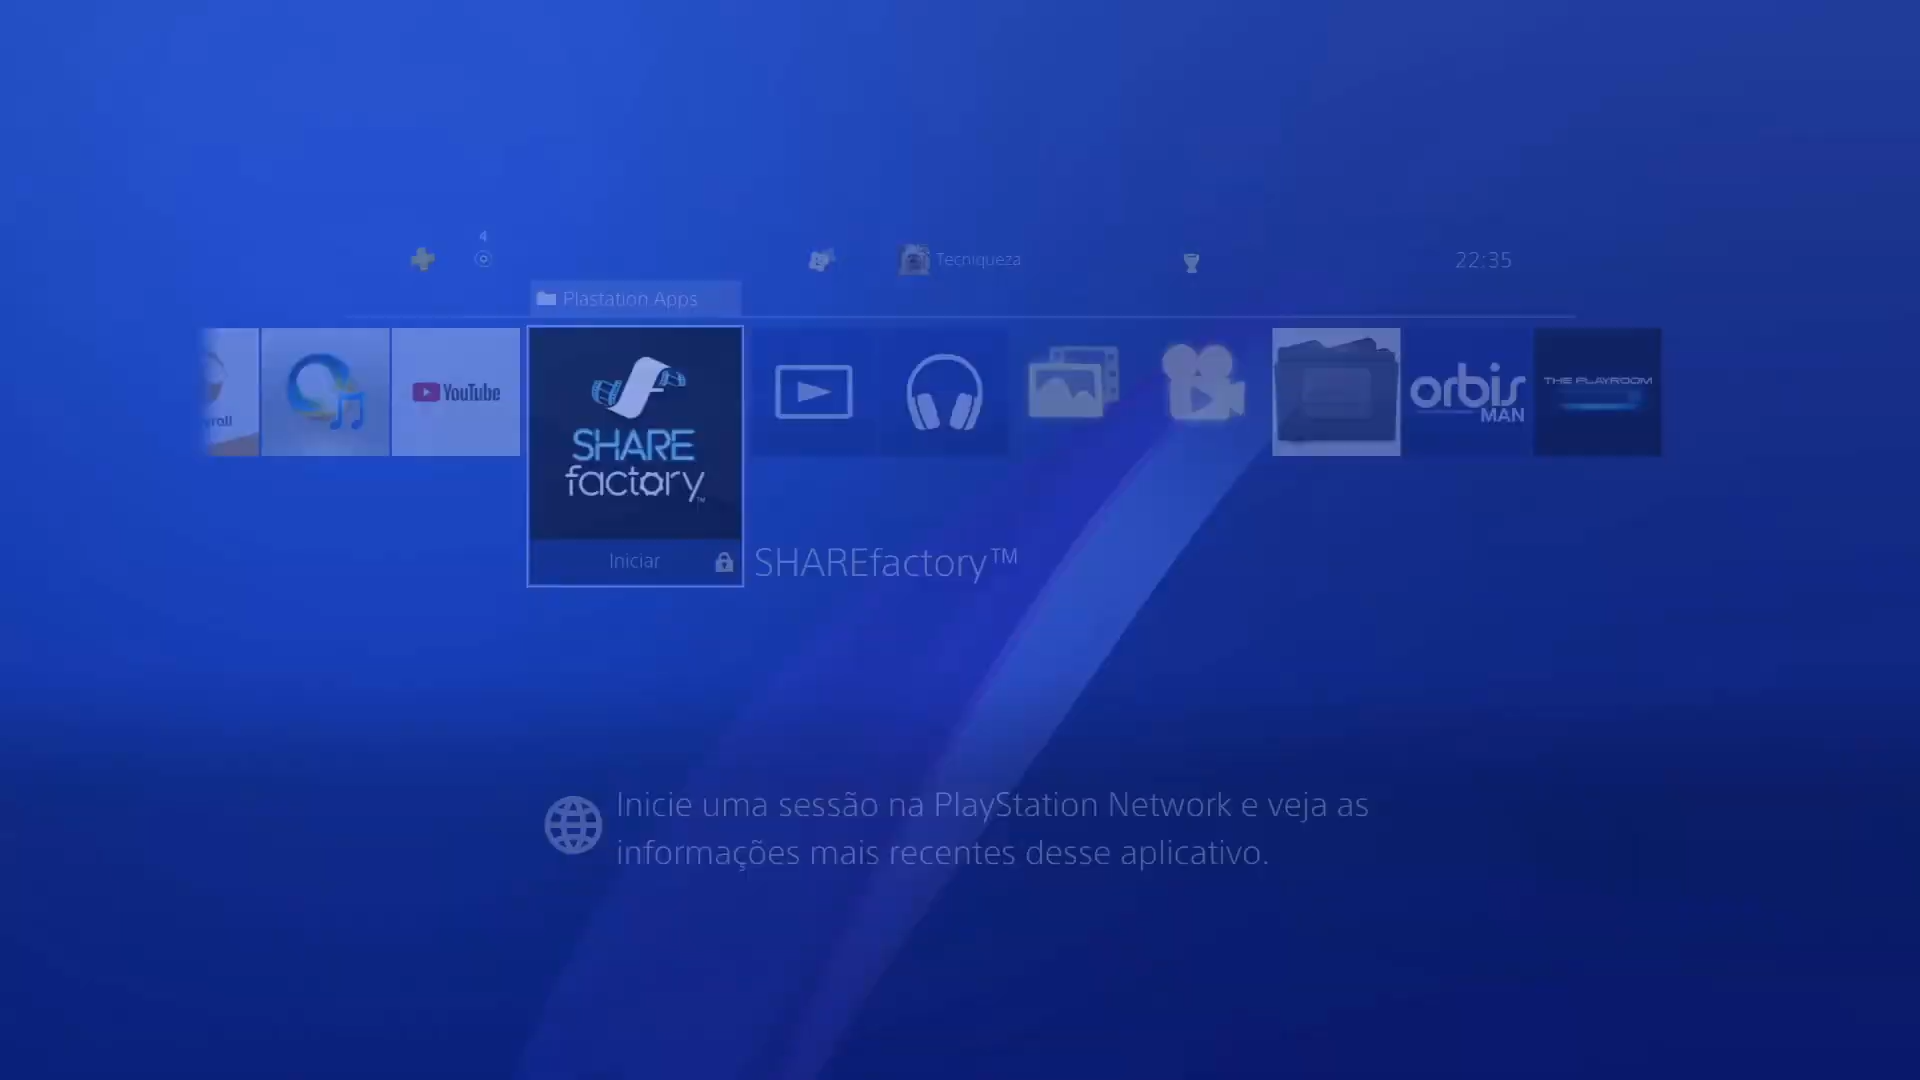 4
Tecniqueza
22:35
Plastation Apps
YouTube
SHARE
factory™
orbis
MAN
THE PLAYROOM
Iniciar
SHAREfactory™
Inicie uma sessão na PlayStation Network e veja as
informações mais recentes desse aplicativo.